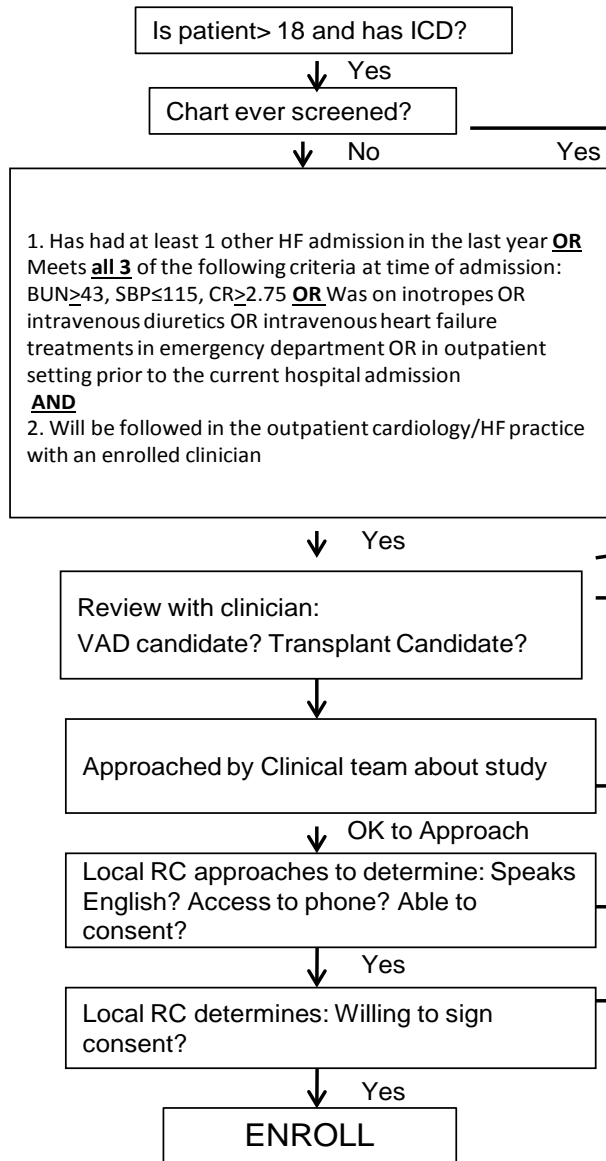 Is patient> 18 and has ICD?
Yes
Chart ever screened?
No Yes
1. Has had at least 1 other HF admission in the last year OR
Meets all 3 of the following criteria at time of admission:
BUN≥43, SBP≤115, CR≥2.75 OR Was on inotropes OR
intravenous diuretics OR intravenous heart failure
treatments in emergency department OR in outpatient
setting prior to the current hospital admission
AND
2. Will be followed in the outpatient cardiology/HF practice
with an enrolled clinician
Yes
Review with clinician:
VAD candidate? Transplant Candidate?
Approached by Clinical team about study
OK to Approach
Local RC approaches to determine: Speaks
English? Access to phone? Able to
consent?
Yes
Local RC determines: Willing to sign
consent?
Yes
ENROLL